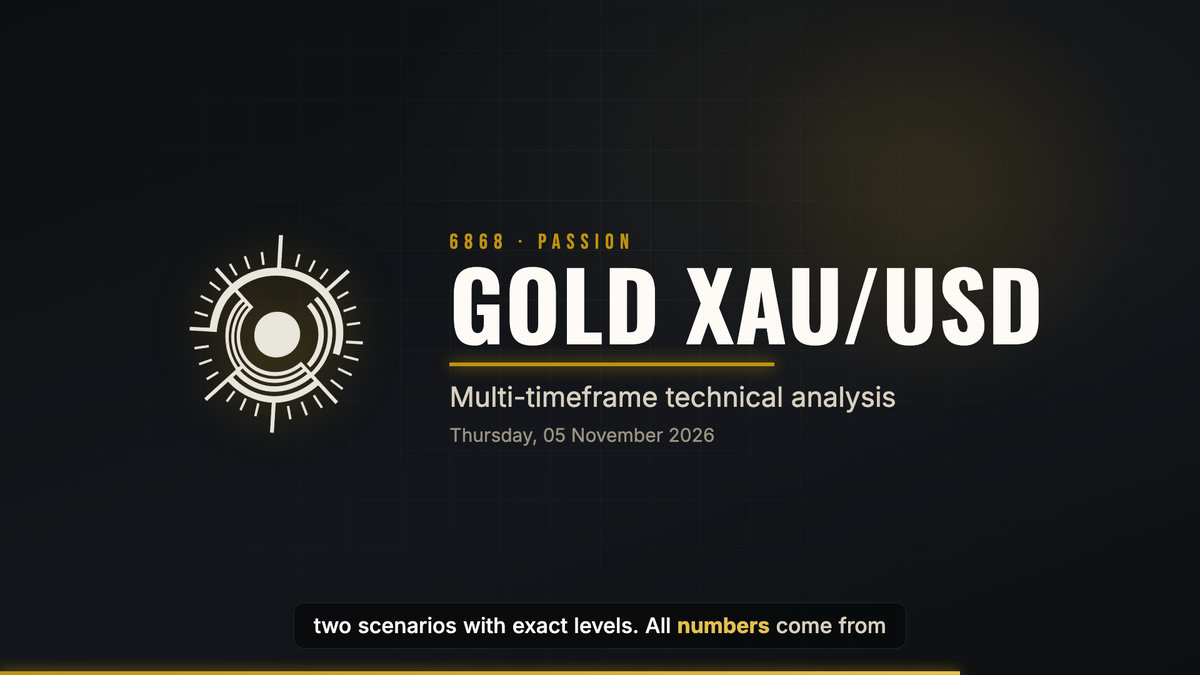 6868 · PASSION
GOLD XAU/USD
Multi-timeframe technical analysis
Thursday, 05 November 2026
two scenarios with exact levels. All numbers come from